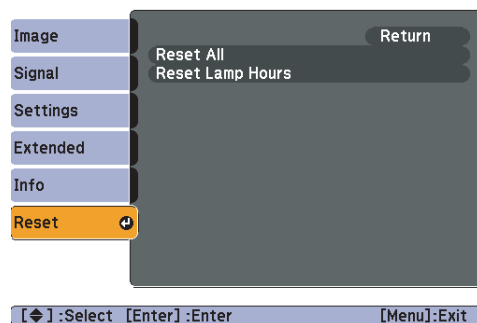 Image
Signal
Settings
Extended
Info
Reset
Return
Reset All
Reset Lamp Hours
[◆] :Select [Enter] :Enter [Menu]:Exit